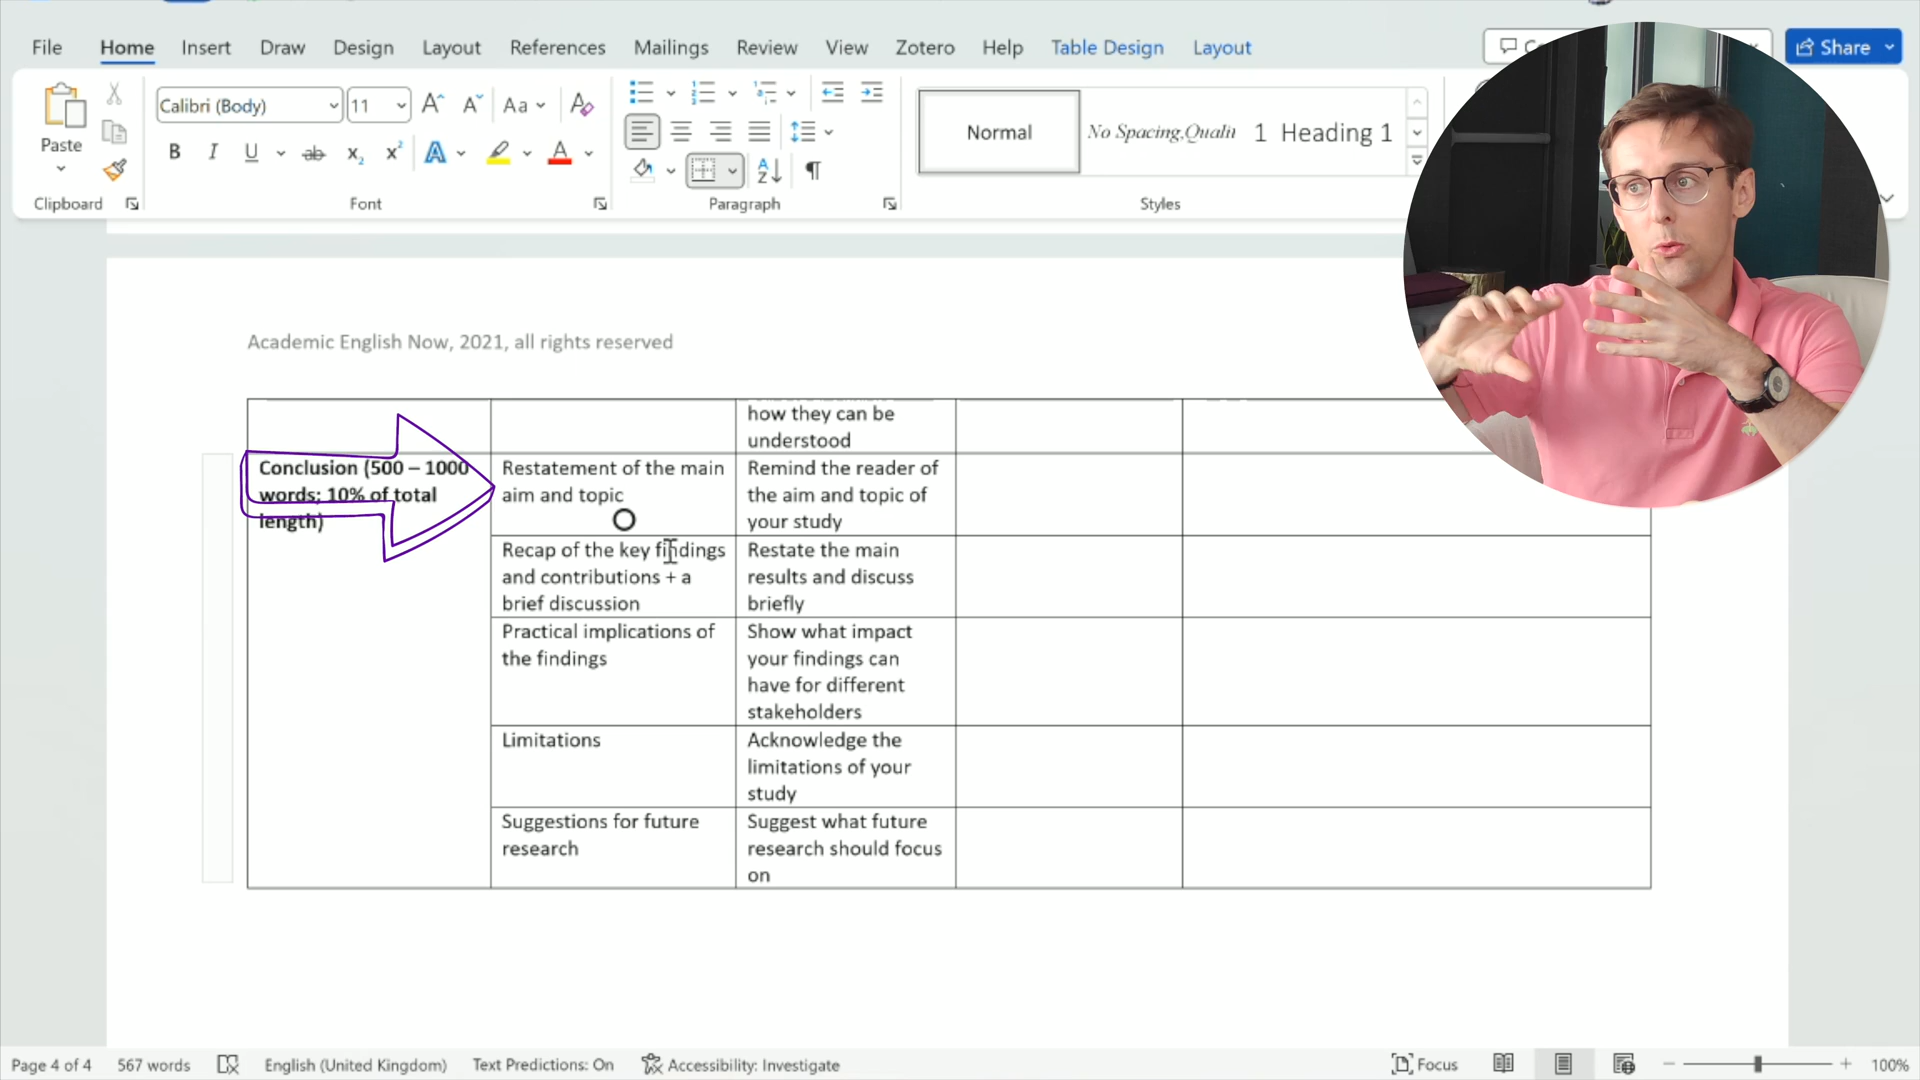 File Home Insert Draw Design Layout References Mailings Review View Zotero Help Table Design Layout Share
Calibri (Body) 11 Aa
Paste
B I U ab x₂ x² A A
Normal No Spacing,Qualit 1 Heading 1
Clipboard Font Paragraph Styles
Academic English Now, 2021, all rights reserved
how they can be
understood
Conclusion (500 – 1000
words; 10% of total
length)
Restatement of the main
aim and topic
Remind the reader of
the aim and topic of
your study
Recap of the key findings
and contributions + a
brief discussion
Restate the main
results and discuss
briefly
Practical implications of
the findings
Show what impact
your findings can
have for different
stakeholders
Limitations
Acknowledge the
limitations of your
study
Suggestions for future
research
Suggest what future
research should focus
on
Page 4 of 4 567 words English (United Kingdom) Text Predictions: On Accessibility: Investigate Focus 100%